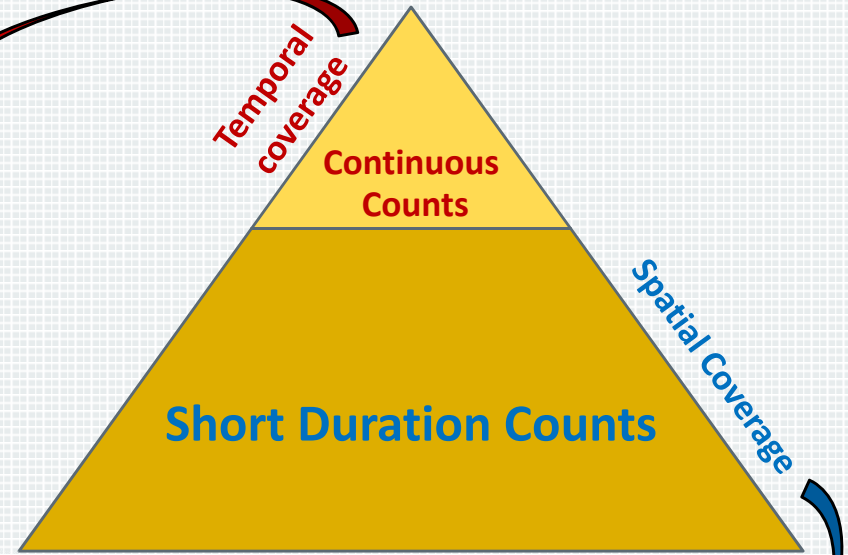 Temporal
coverage
Continuous
Counts
Spatial Coverage
Short Duration Counts